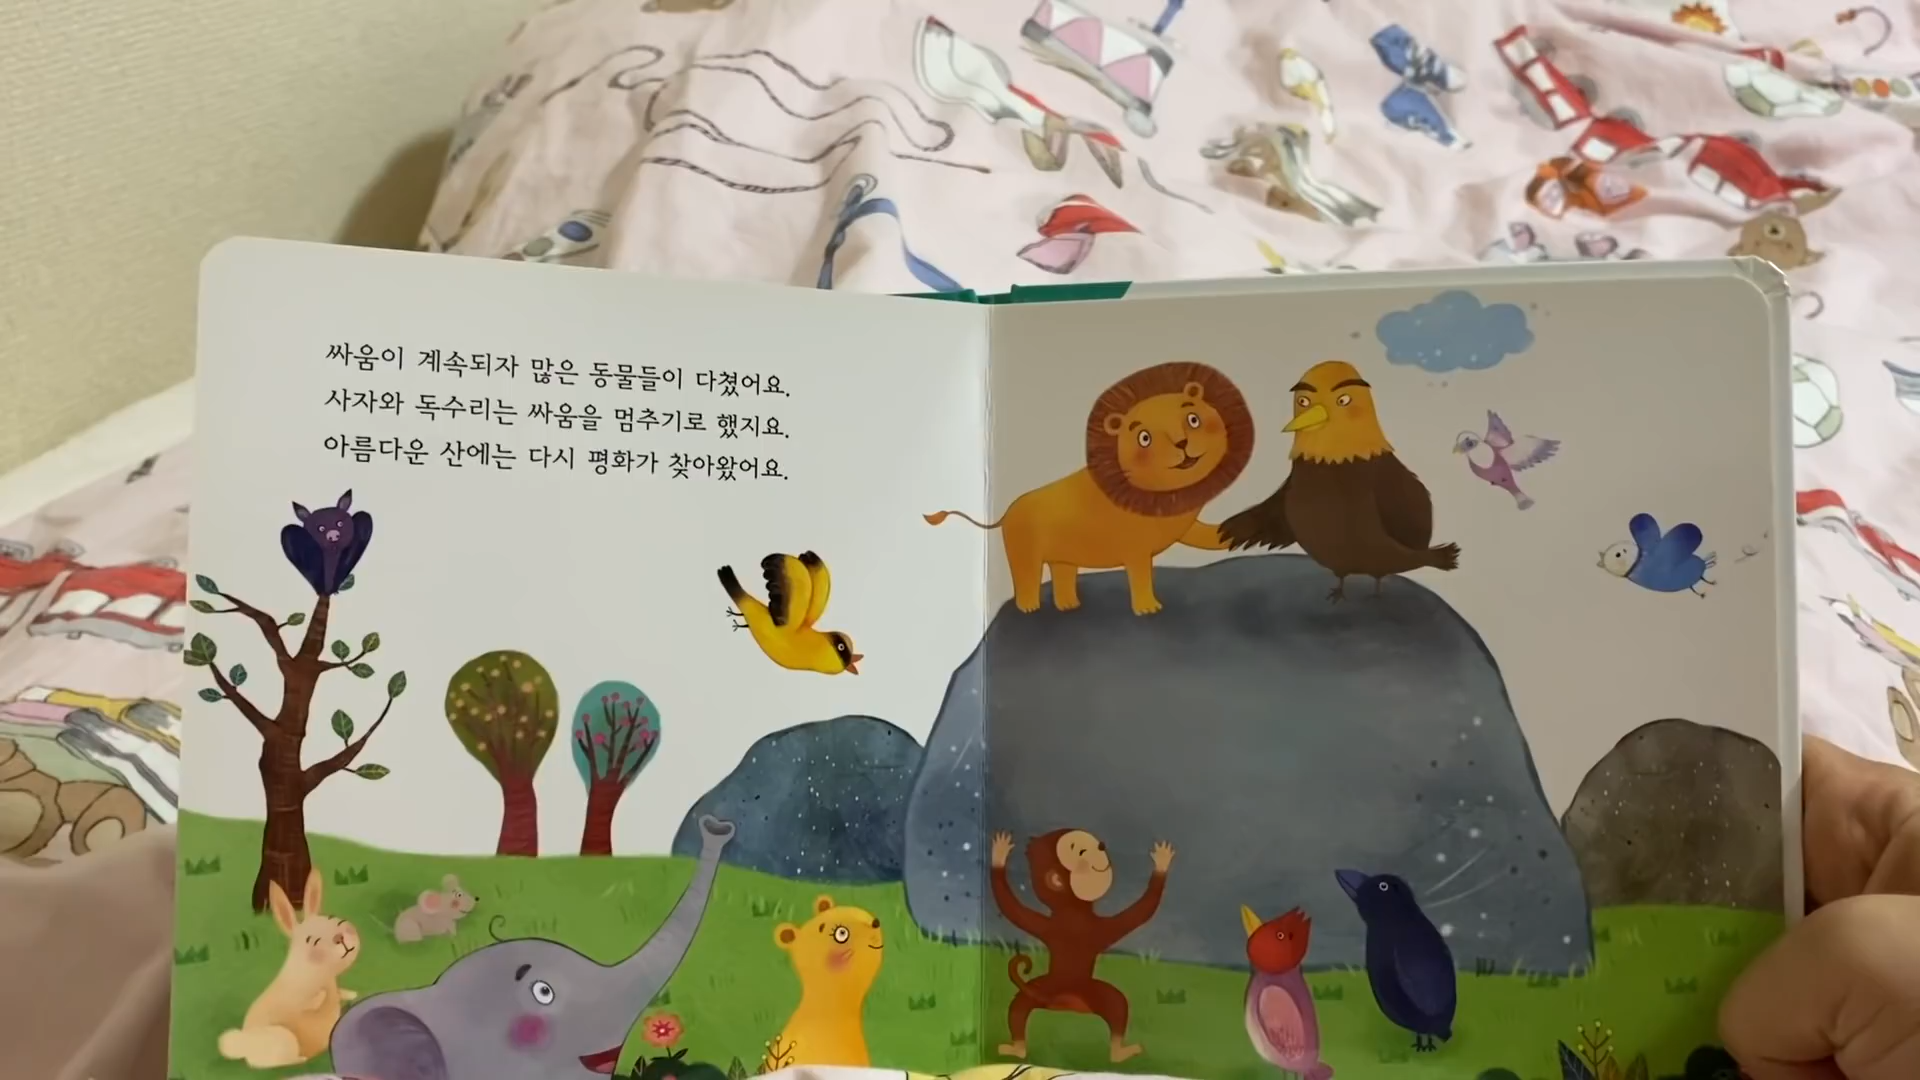 싸움이 계속되자 많은 동물들이 다쳤어요.
사자와 독수리는 싸움을 멈추기로 했지요.
아름다운 산에는 다시 평화가 찾아왔어요.